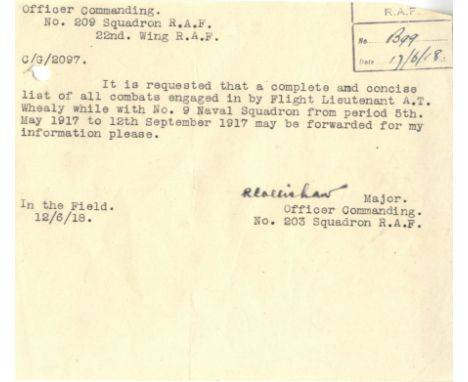 Officer Commanding.
No. 209 Squadron R.A.F.
22nd. Wing R.A.F.
R.A.F.
No. B99
Date 17/6/18.
C/G/2097.
It is requested that a complete and concise
list of all combats engaged in by Flight Lieutenant A.T.
Whealy while with No. 9 Naval Squadron from period 5th.
May 1917 to 12th September 1917 may be forwarded for my
information please.
RCollishaw Major.
In the Field. Officer Commanding.
12/6/18. No. 203 Squadron R.A.F.